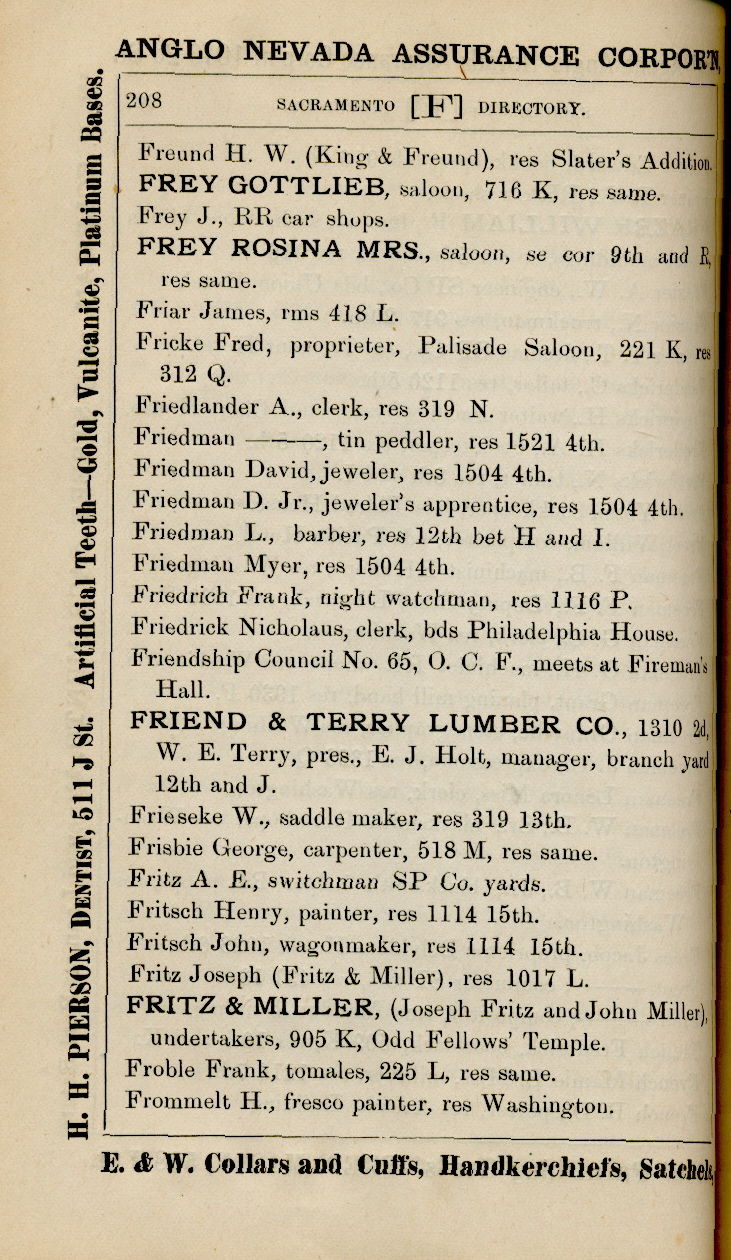 ANGLO NEVADA ASSURANCE CORPOR'N,
208 SACRAMENTO [F] DIRECTORY.
Freund H. W. (King & Freund), res Slater's Addition.
FREY GOTTLIEB, saloon, 716 K, res same.
Frey J., RR car shops.
FREY ROSINA MRS., saloon, se cor 9th and R,
res same.
Friar James, rms 418 L.
Fricke Fred, proprieter, Palisade Saloon, 221 K, res
312 Q.
Friedlander A., clerk, res 319 N.
Friedman ———, tin peddler, res 1521 4th.
Friedman David, jeweler, res 1504 4th.
Friedman D. Jr., jeweler's apprentice, res 1504 4th.
Friedman L., barber, res 12th bet H and I.
Friedman Myer, res 1504 4th.
Friedrich Frank, night watchman, res 1116 P.
Friedrick Nicholaus, clerk, bds Philadelphia House.
Friendship Council No. 65, O. C. F., meets at Fireman's
Hall.
FRIEND & TERRY LUMBER CO., 1310 2d,
W. E. Terry, pres., E. J. Holt, manager, branch yard
12th and J.
Frieseke W., saddle maker, res 319 13th.
Frisbie George, carpenter, 518 M, res same.
Fritz A. E., switchman SP Co. yards.
Fritsch Henry, painter, res 1114 15th.
Fritsch John, wagonmaker, res 1114 15th.
Fritz Joseph (Fritz & Miller), res 1017 L.
FRITZ & MILLER, (Joseph Fritz and John Miller),
undertakers, 905 K, Odd Fellows' Temple.
Froble Frank, tomales, 225 L, res same.
Frommelt H., fresco painter, res Washington.
E. & W. Collars and Cuffs, Handkerchiefs, Satchels,
H. H. PIERSON, DENTIST, 511 J St. Artificial Teeth—Gold, Vulcanite, Platinum Bases.